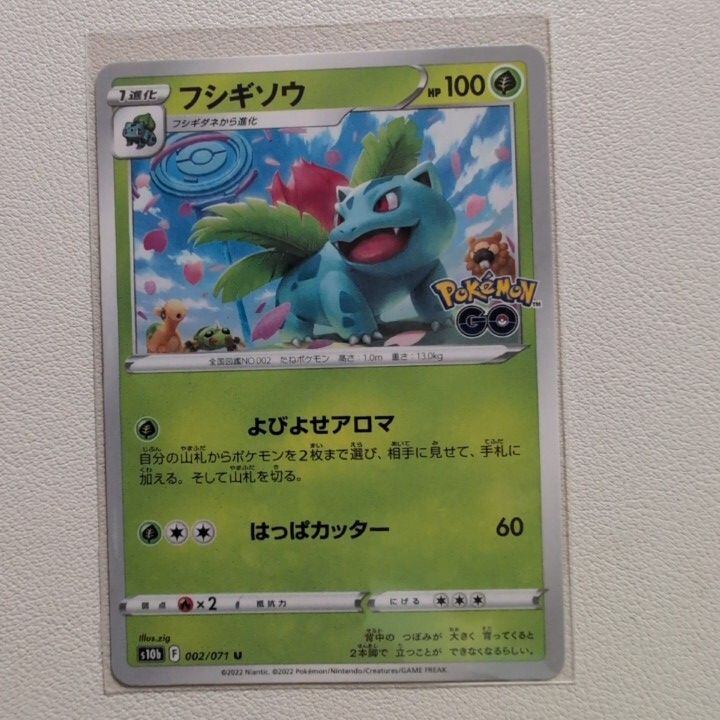 1進化
フシギソウ
HP 100
フシギダネから進化
Pokémon GO
全国図鑑NO.002 たねポケモン 高さ:1.0m 重さ:13.0kg
よびよせアロマ
自分の山札からポケモンを2枚まで選び、相手に見せて、手札に
加える。そして山札を切る。
はっぱカッター 60
弱点 ×2 抵抗力 にげる
Illus.zig
s10b F 002/071 U
背中の つぼみが 大きく 育ってくると
2本脚で 立つことが できなくなるらしい。
©2022 Niantic. ©2022 Pokémon/Nintendo/Creatures/GAME FREAK.